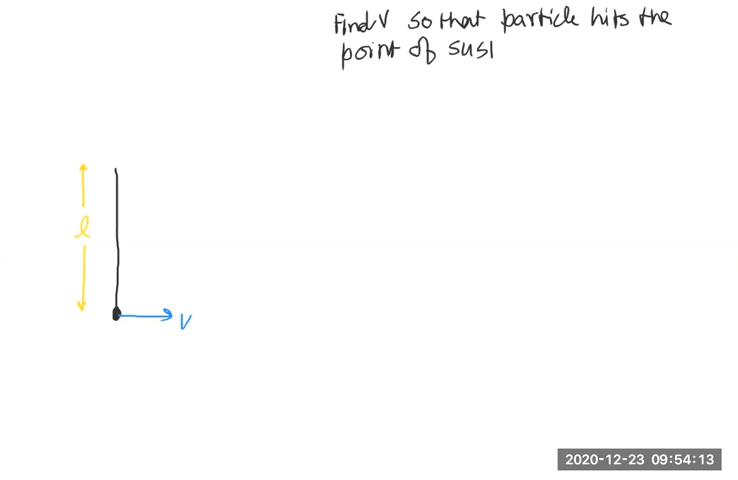 Find V so that particle hits the
point of susl
l
V
2020-12-23 09:54:13